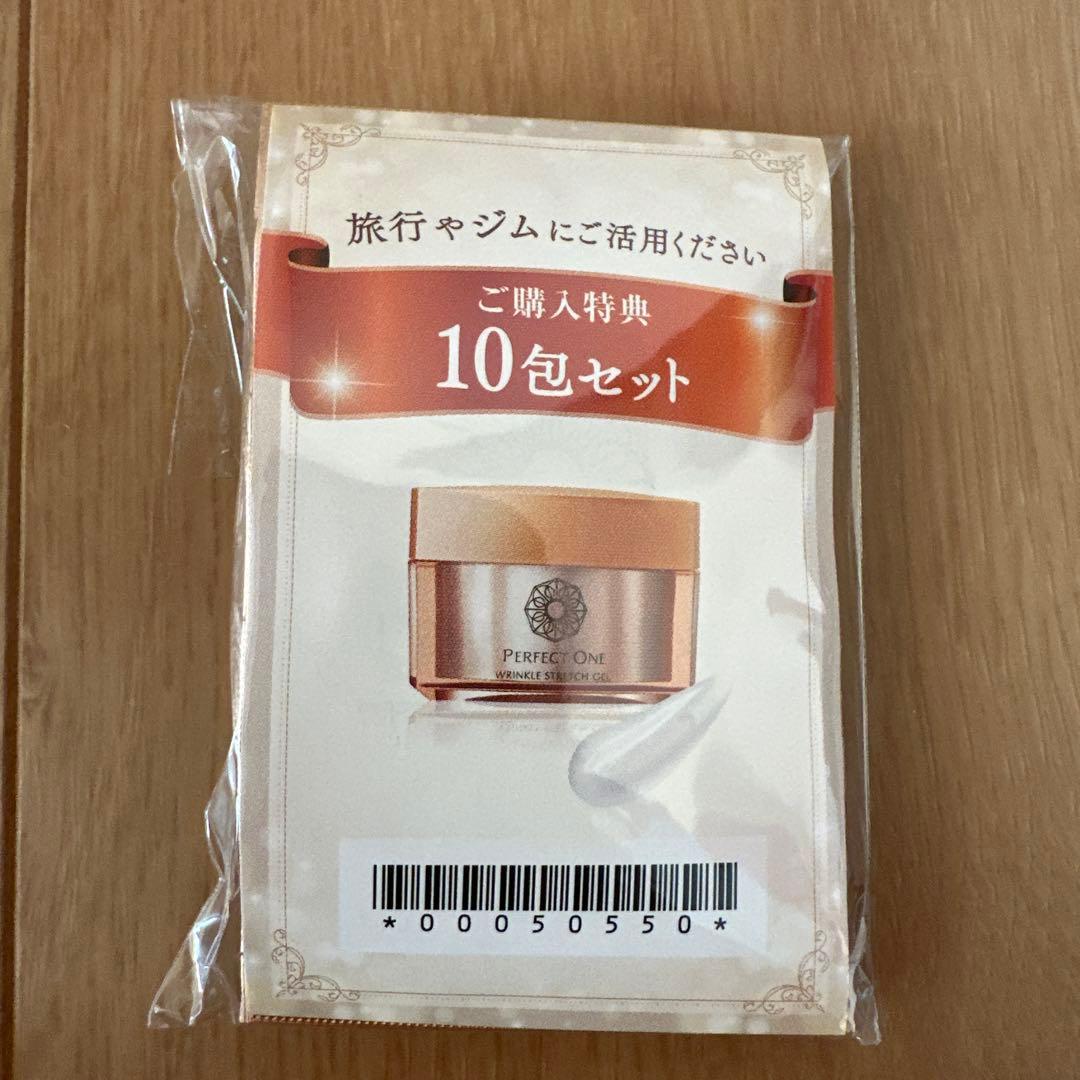 旅行やジムにご活用ください
ご購入特典
10包セット
PERFECT ONE
WRINKLE STRETCH GEL
*00050550*